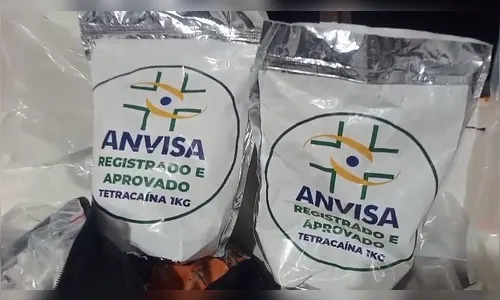 ANVISA
REGISTRADO E
APROVADO
TETRACAÍNA 1KG
ANVISA
REGISTRADO E
APROVADO
TETRACAÍNA 1KG